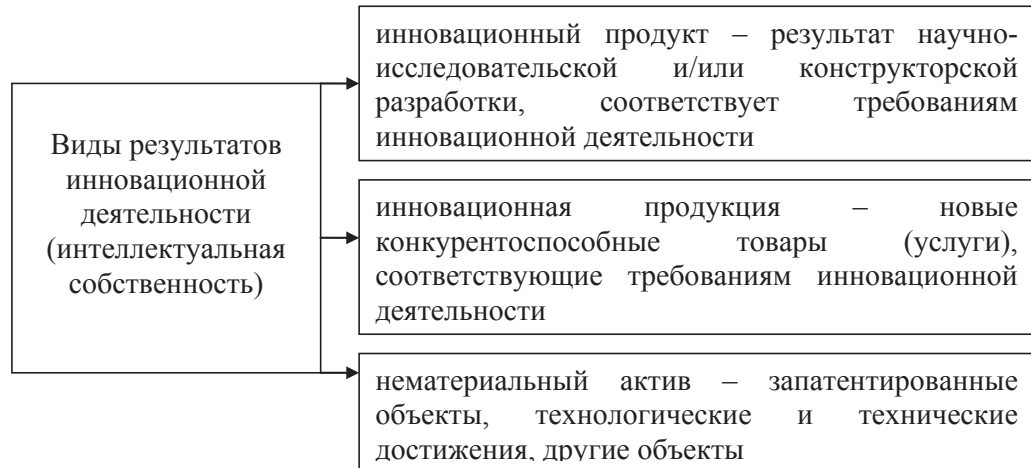 Виды результатов
инновационной
деятельности
(интеллектуальная
собственность)
инновационный продукт – результат научно-
исследовательской и/или конструкторской
разработки, соответствует требованиям
инновационной деятельности
инновационная продукция – новые
конкурентоспособные товары (услуги),
соответствующие требованиям инновационной
деятельности
нематериальный актив – запатентированные
объекты, технологические и технические
достижения, другие объекты